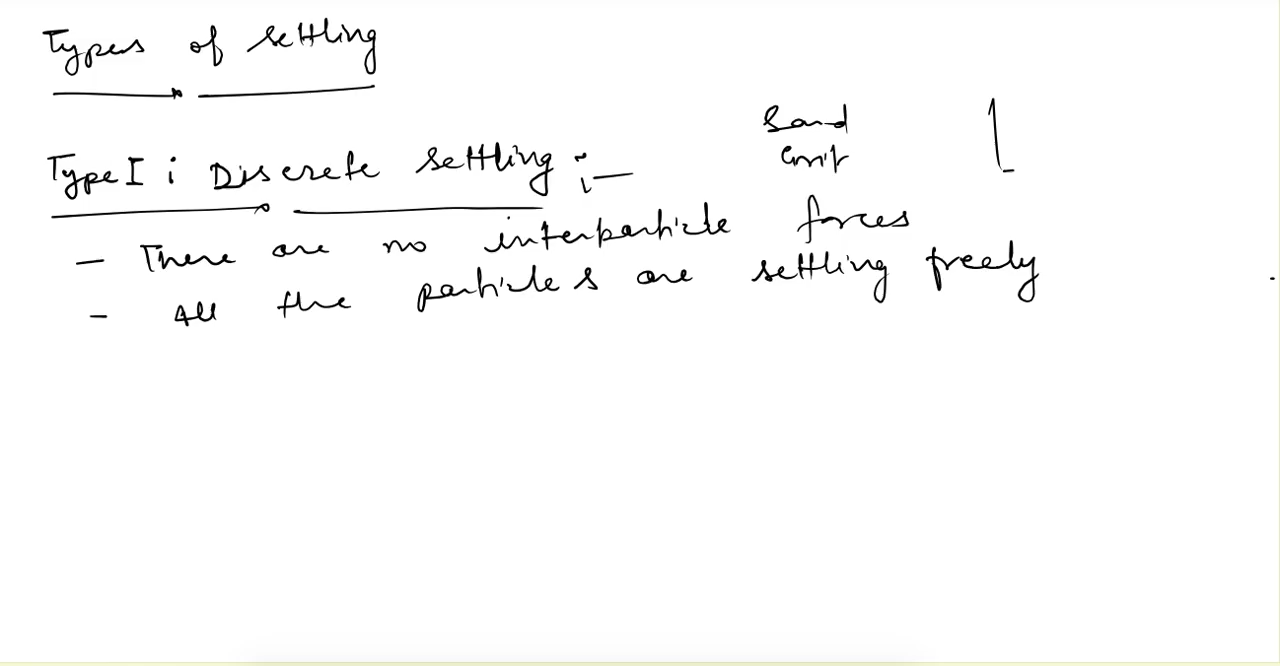 Types of settling
Type I : Discrete settling :-
Sand
Grit
- There are no interparticle forces
- All the particles are settling freely